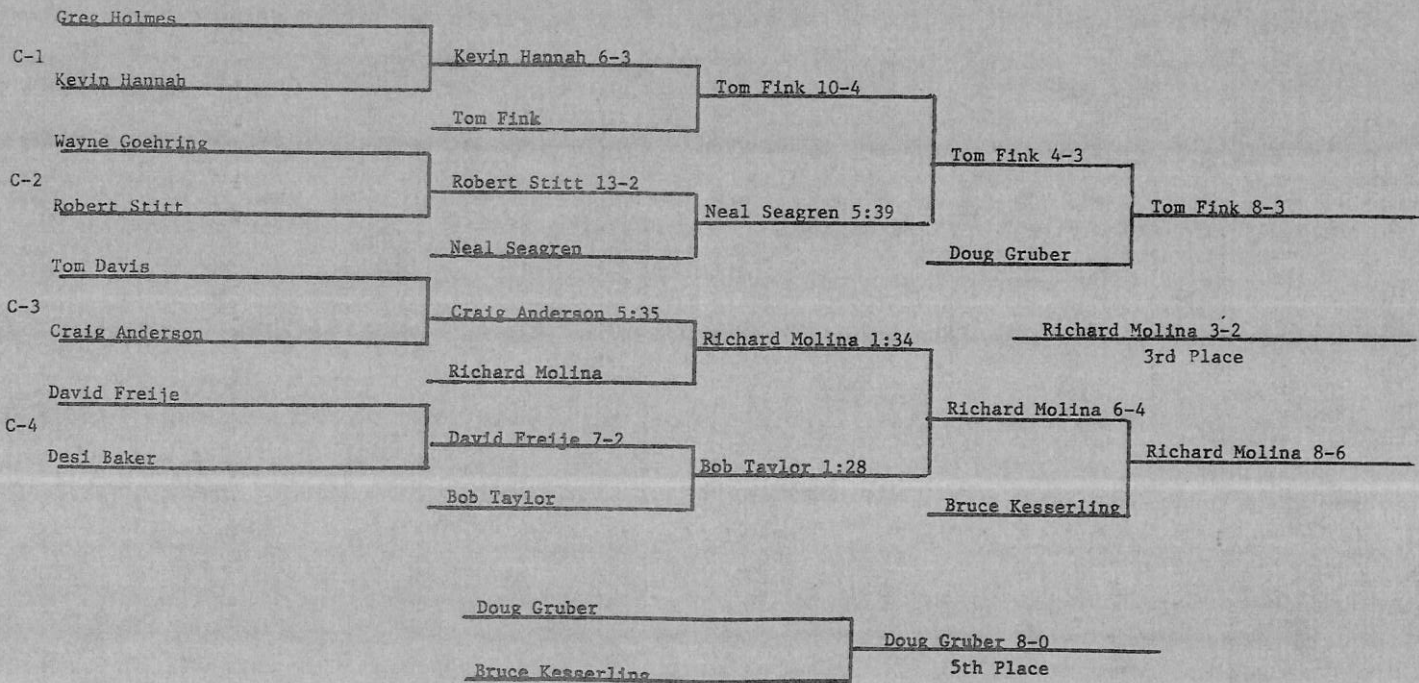 Greg Holmes
C-1
Kevin Hannah
Kevin Hannah 6-3
Tom Fink
Tom Fink 10-4
Wayne Goehring
C-2
Robert Stitt
Robert Stitt 13-2
Neal Seagren
Neal Seagren 5:39
Tom Fink 4-3
Doug Gruber
Tom Fink 8-3
Tom Davis
C-3
Craig Anderson
Craig Anderson 5:35
Richard Molina
Richard Molina 1:34
Richard Molina 3-2
3rd Place
David Freije
C-4
Desi Baker
David Freije 7-2
Bob Taylor
Bob Taylor 1:28
Richard Molina 6-4
Bruce Kesserling
Richard Molina 8-6
Doug Gruber
Bruce Kesserling
Doug Gruber 8-0
5th Place